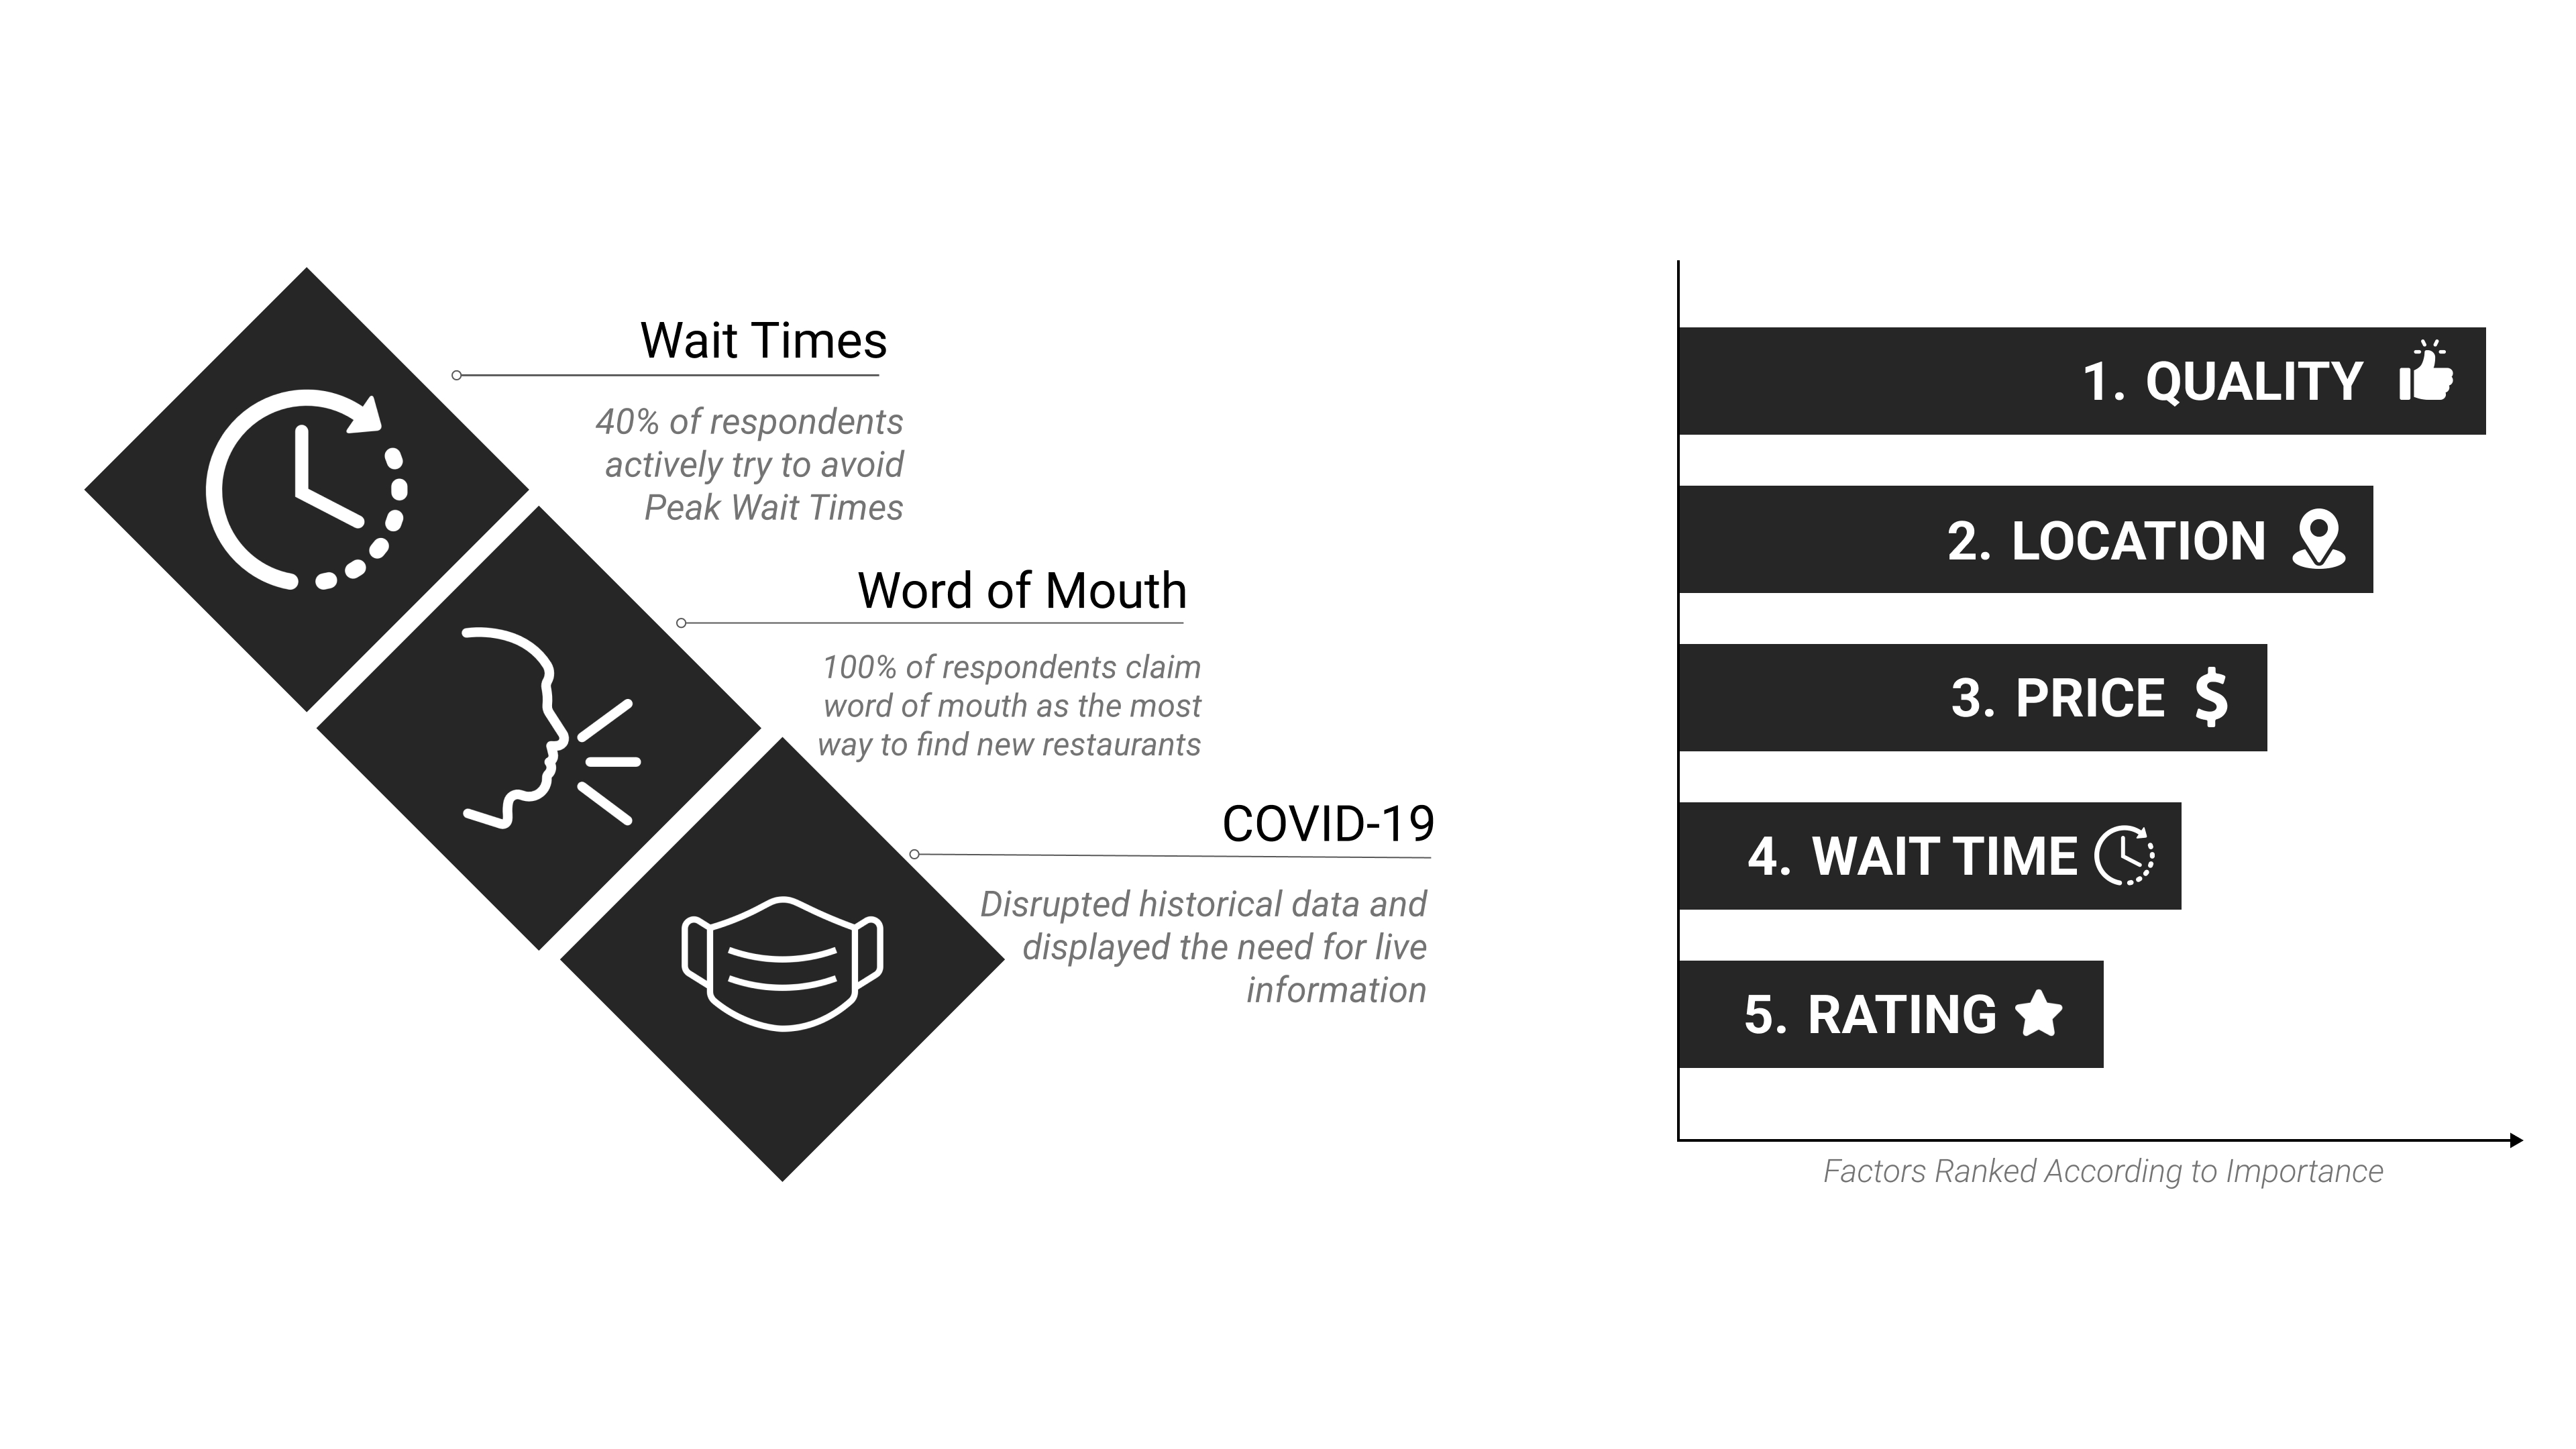 Wait Times
40% of respondents
actively try to avoid
Peak Wait Times
Word of Mouth
100% of respondents claim
word of mouth as the most
way to find new restaurants
COVID-19
Disrupted historical data and
displayed the need for live
information
1. QUALITY
2. LOCATION
3. PRICE $
4. WAIT TIME
5. RATING
Factors Ranked According to Importance